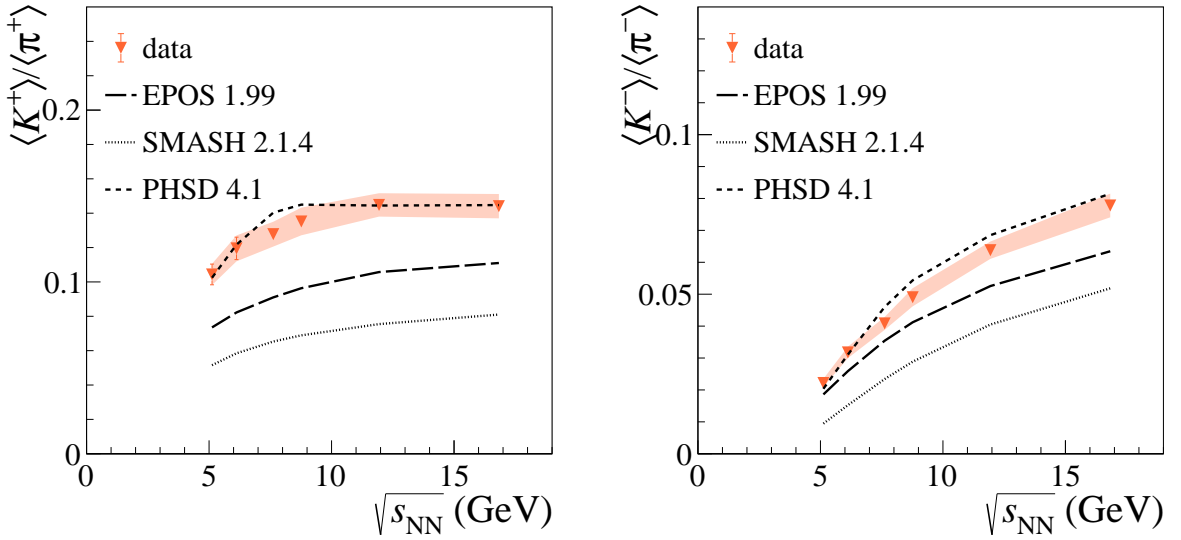 ⟨K⁺⟩/⟨π⁺⟩
data
EPOS 1.99
SMASH 2.1.4
PHSD 4.1
0.2
0.1
0
0 5 10 15
√s_NN (GeV)
⟨K⁻⟩/⟨π⁻⟩
data
EPOS 1.99
SMASH 2.1.4
PHSD 4.1
0.1
0.05
0
0 5 10 15
√s_NN (GeV)